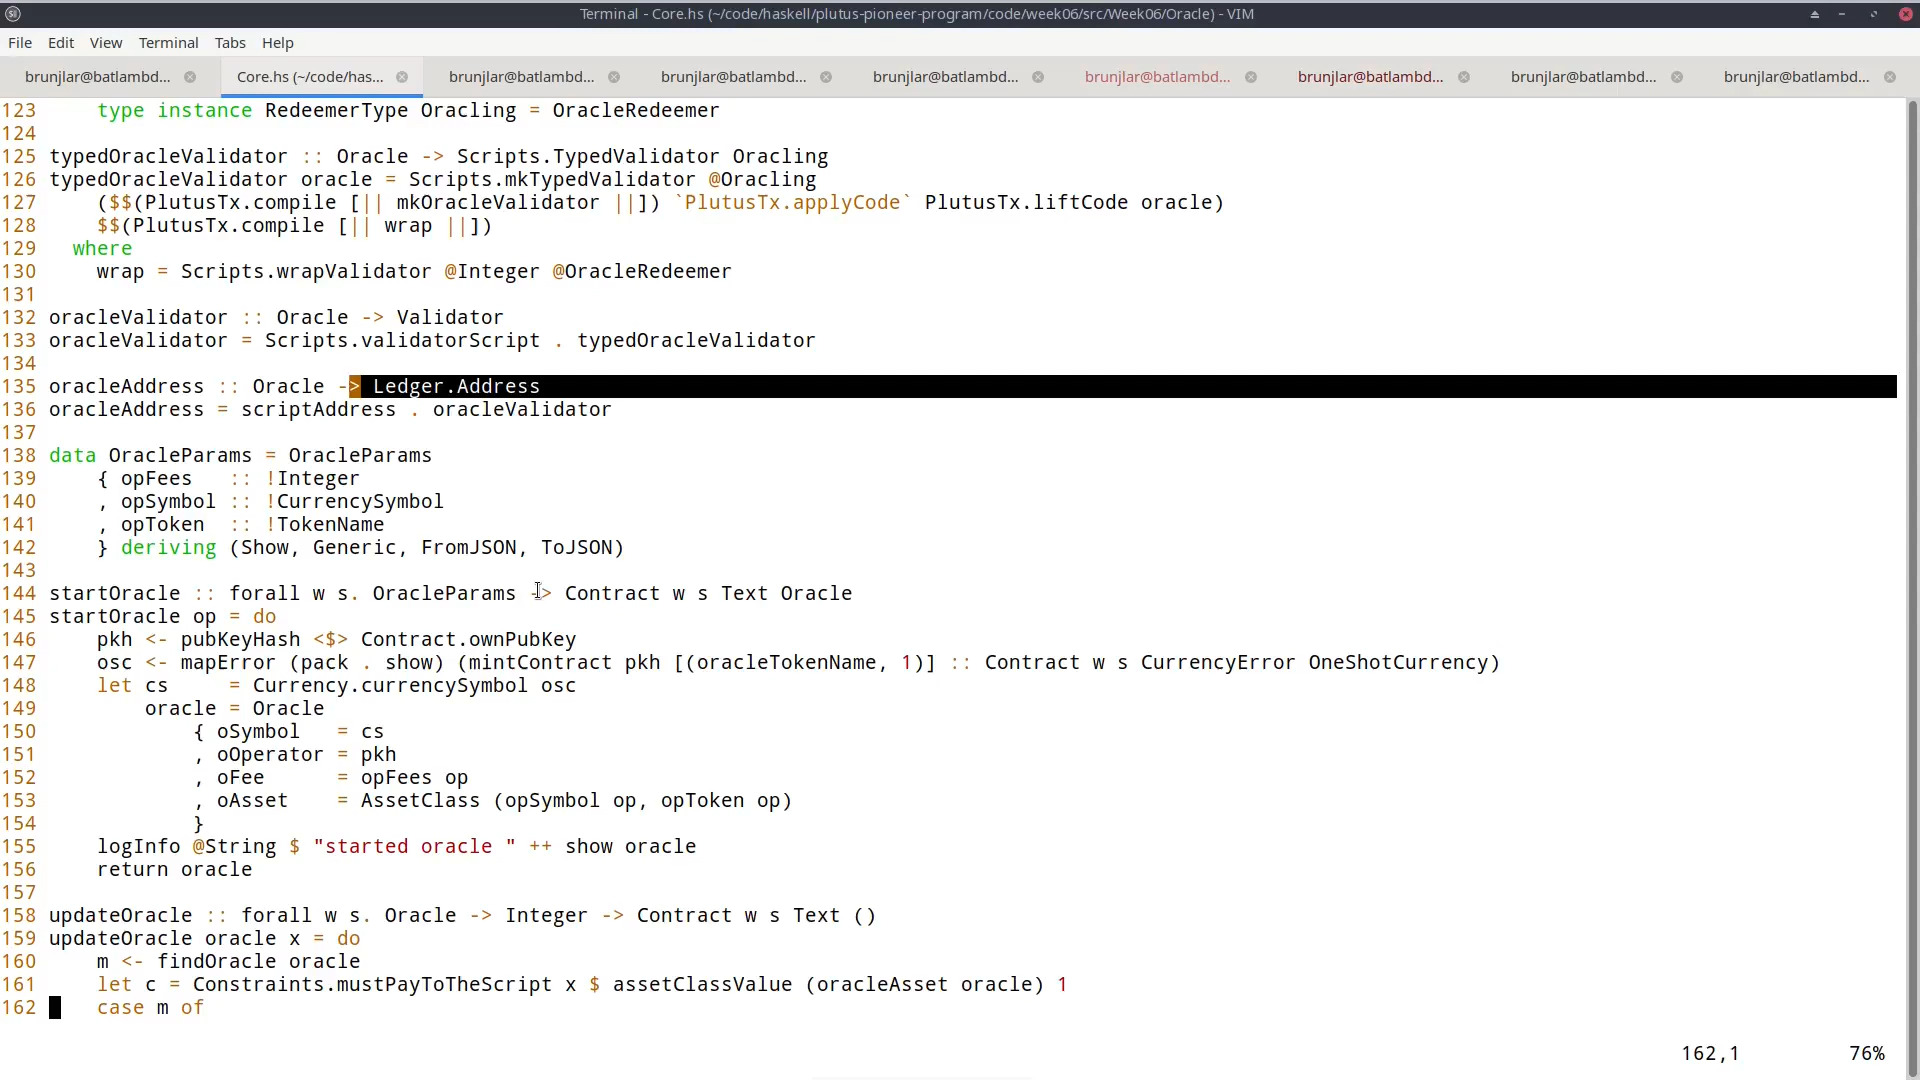 Terminal - Core.hs (~/code/haskell/plutus-pioneer-program/code/week06/src/Week06/Oracle) - VIM
File Edit View Terminal Tabs Help
brunjlar@batlambd... Core.hs (~/code/has... brunjlar@batlambd... brunjlar@batlambd... brunjlar@batlambd... brunjlar@batlambd... brunjlar@batlambd... brunjlar@batlambd... brunjlar@batlambd...
123     type instance RedeemerType Oracling = OracleRedeemer
124
125 typedOracleValidator :: Oracle -> Scripts.TypedValidator Oracling
126 typedOracleValidator oracle = Scripts.mkTypedValidator @Oracling
127     ($$(PlutusTx.compile [|| mkOracleValidator ||]) `PlutusTx.applyCode` PlutusTx.liftCode oracle)
128     $$(PlutusTx.compile [|| wrap ||])
129   where
130     wrap = Scripts.wrapValidator @Integer @OracleRedeemer
131
132 oracleValidator :: Oracle -> Validator
133 oracleValidator = Scripts.validatorScript . typedOracleValidator
134
135 oracleAddress :: Oracle -> Ledger.Address
136 oracleAddress = scriptAddress . oracleValidator
137
138 data OracleParams = OracleParams
139     { opFees   :: !Integer
140     , opSymbol :: !CurrencySymbol
141     , opToken  :: !TokenName
142     } deriving (Show, Generic, FromJSON, ToJSON)
143
144 startOracle :: forall w s. OracleParams -> Contract w s Text Oracle
145 startOracle op = do
146     pkh <- pubKeyHash <$> Contract.ownPubKey
147     osc <- mapError (pack . show) (mintContract pkh [(oracleTokenName, 1)] :: Contract w s CurrencyError OneShotCurrency)
148     let cs     = Currency.currencySymbol osc
149         oracle = Oracle
150             { oSymbol   = cs
151             , oOperator = pkh
152             , oFee      = opFees op
153             , oAsset    = AssetClass (opSymbol op, opToken op)
154             }
155     logInfo @String $ "started oracle " ++ show oracle
156     return oracle
157
158 updateOracle :: forall w s. Oracle -> Integer -> Contract w s Text ()
159 updateOracle oracle x = do
160     m <- findOracle oracle
161     let c = Constraints.mustPayToTheScript x $ assetClassValue (oracleAsset oracle) 1
162     case m of
162,1 76%